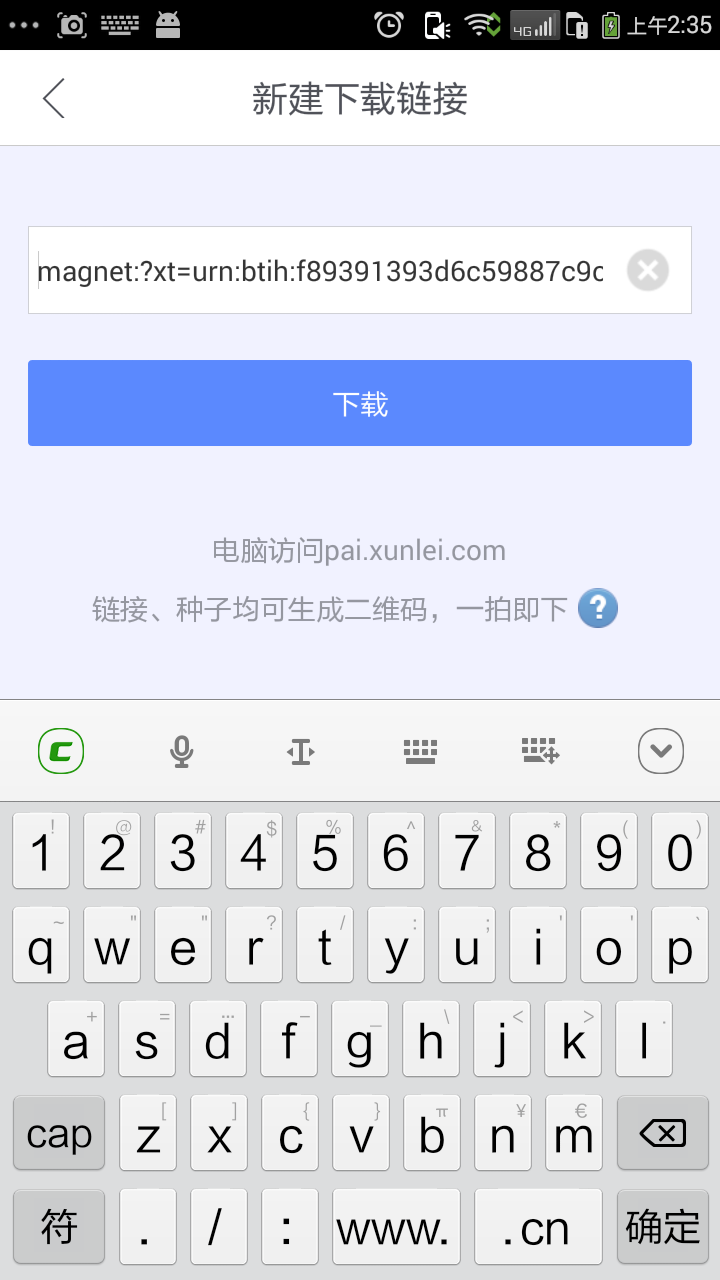 4G 上午2:35
新建下载链接
magnet:?xt=urn:btih:f89391393d6c59887c9c
下载
电脑访问pai.xunlei.com
链接、种子均可生成二维码，一拍即下 ?
! @ # $ % ^ & * ( )
1 2 3 4 5 6 7 8 9 0
~ " " ? / : ; ' ' `
q w e r t y u i o p
+ = ... – _ \ < > .
a s d f g h j k l
[ ] { } π ¥ €
cap z x c v b n m
符 . / : www. .cn 确定